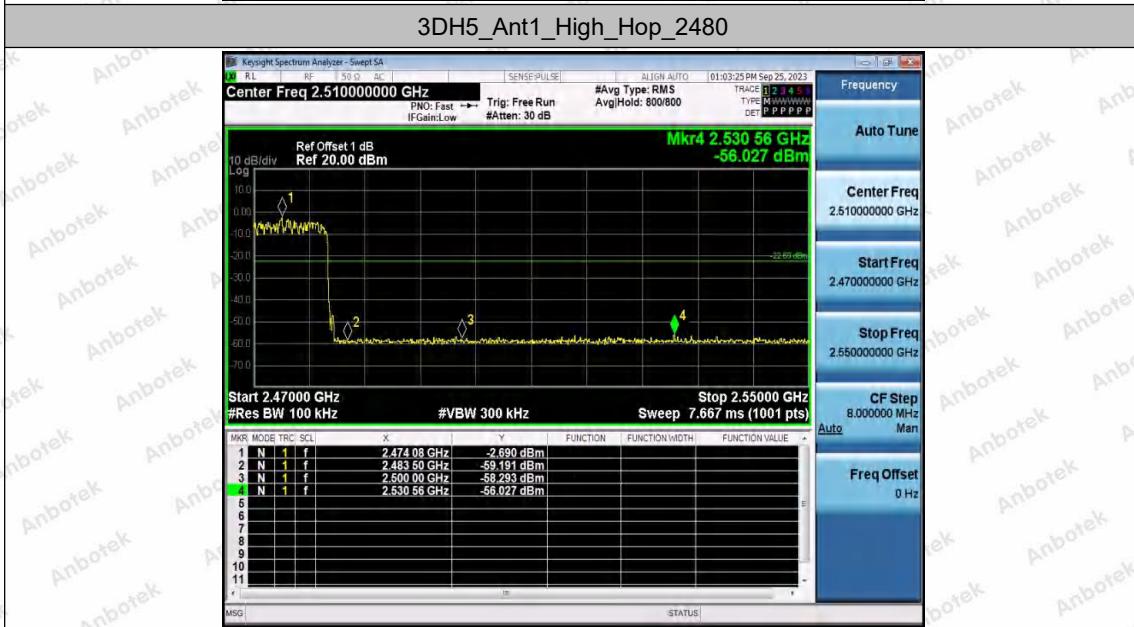 3DH5_Ant1_High_Hop_2480
Keysight Spectrum Analyzer - Swept SA
RL RF 50 Ω AC SENSE:PULSE ALIGN AUTO 01:03:25 PM Sep 25, 2023
Center Freq 2.510000000 GHz #Avg Type: RMS TRACE 1 2 3 4 5 6
PNO: Fast Trig: Free Run Avg|Hold: 800/800 TYPE M WWWWW
IFGain:Low #Atten: 30 dB DET P P P P P P
Mkr4 2.530 56 GHz
-56.027 dBm
Ref Offset 1 dB
10 dB/div Ref 20.00 dBm
Log
10.0
0.00
-10.0
-20.0
-30.0
-40.0
-50.0
-60.0
-70.0
1
2
3
4
-22.69 dBm
Start 2.47000 GHz Stop 2.55000 GHz
#Res BW 100 kHz #VBW 300 kHz Sweep 7.667 ms (1001 pts)
MKR MODE TRC SCL X Y FUNCTION FUNCTION WIDTH FUNCTION VALUE
1 N 1 f 2.474 08 GHz -2.690 dBm
2 N 1 f 2.483 50 GHz -59.191 dBm
3 N 1 f 2.500 00 GHz -58.293 dBm
4 N 1 f 2.530 56 GHz -56.027 dBm
5
6
7
8
9
10
11
MSG STATUS
Frequency
Auto Tune
Center Freq
2.510000000 GHz
Start Freq
2.470000000 GHz
Stop Freq
2.550000000 GHz
CF Step
8.000000 MHz
Auto Man
Freq Offset
0 Hz
Anbotek